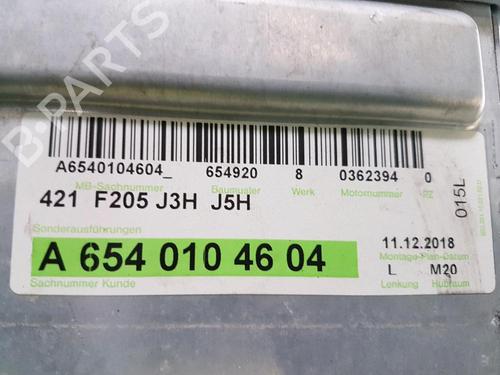 B-PARTS
A6540104604_ 654920 8 0362394 0
MB-Sachnummer Baumuster Werk Motornummer PZ
421 F205 J3H J5H
015L
Sonderausführungen
A 654 010 46 04
11.12.2018
Montage-Plan-Datum
L M20
Sachnummer Kunde
Lenkung Hubraum